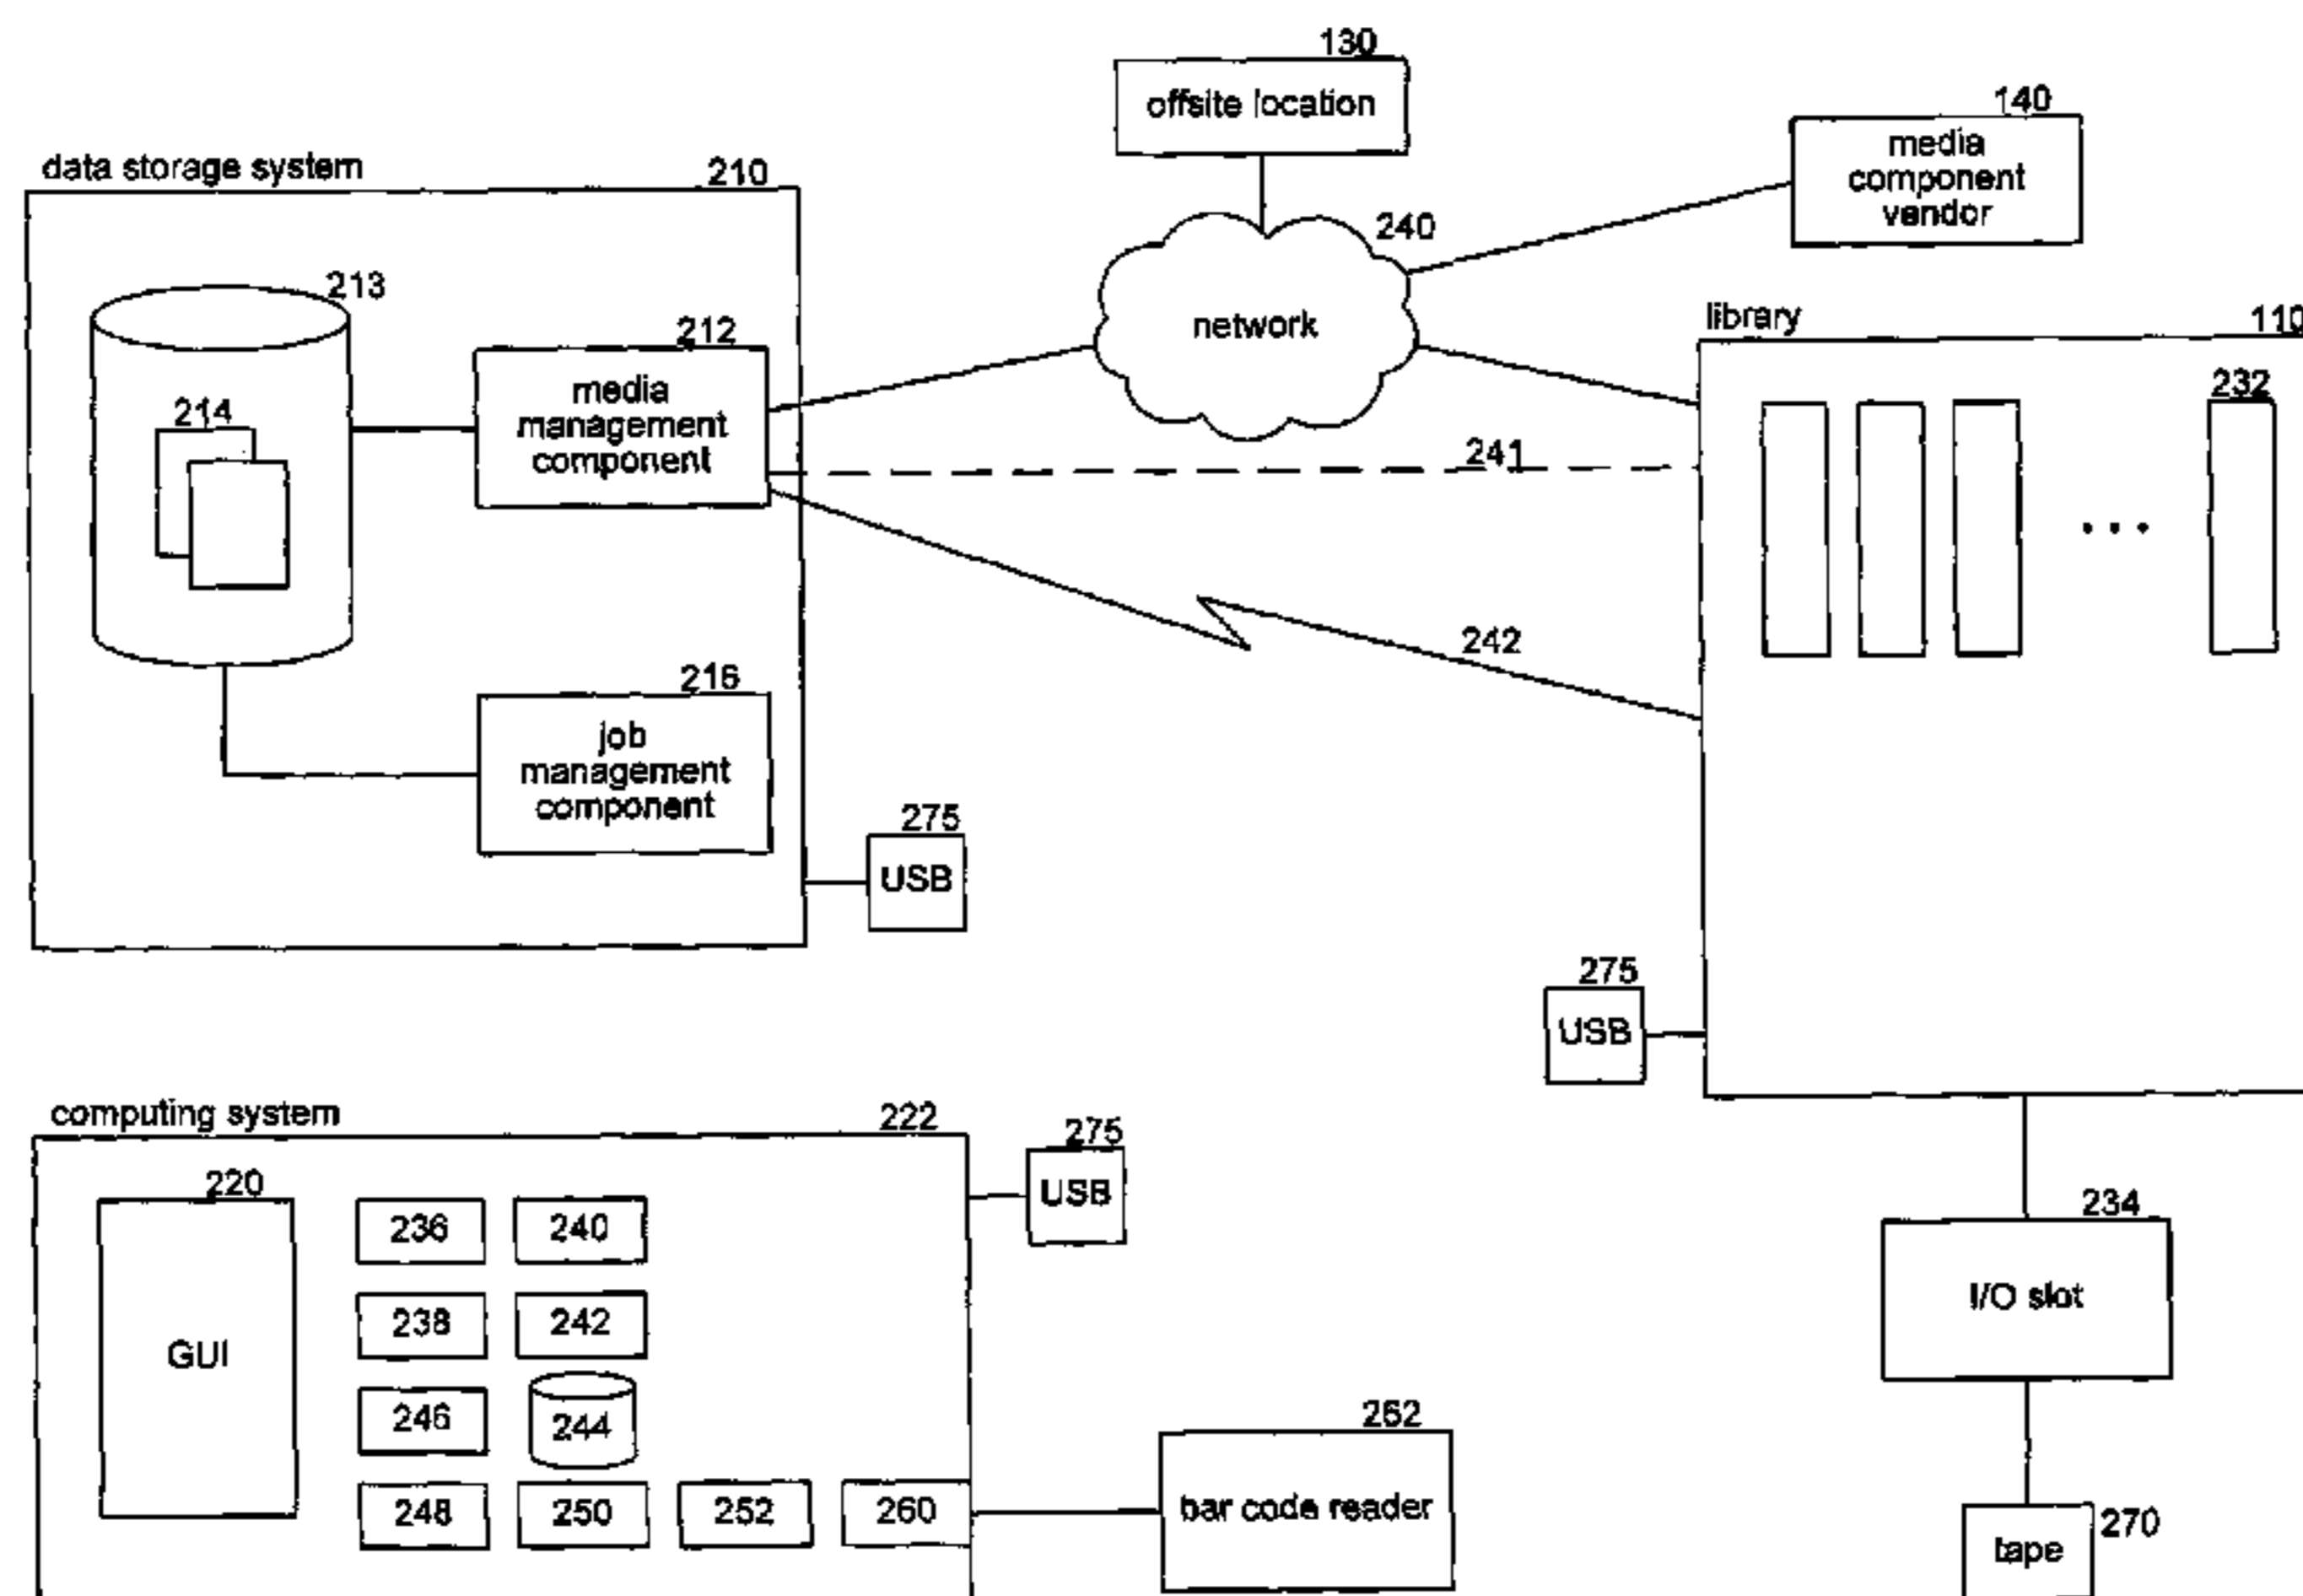 130
offsite location
140
media
component
vendor
data storage system
210
240
network
213
212
media
management
component
214
library
110
232
241
242
216
job
management
component
275
USB
275
USB
computing system
222
275
USB
220
GUI
236
240
238
242
246
244
248
250
252
260
262
bar code reader
234
I/O slot
270
tape